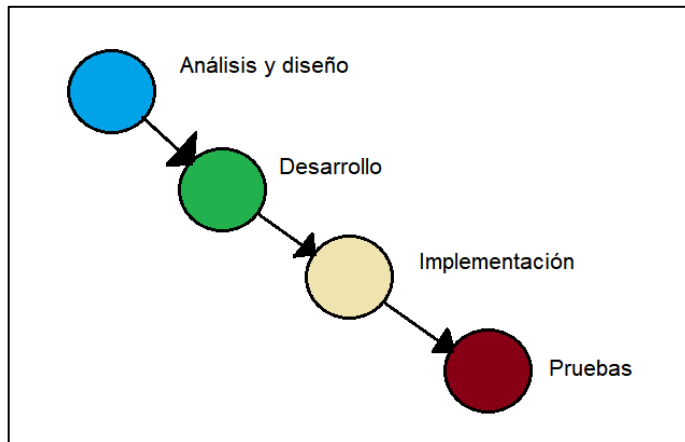 Análisis y diseño
Desarrollo
Implementación
Pruebas